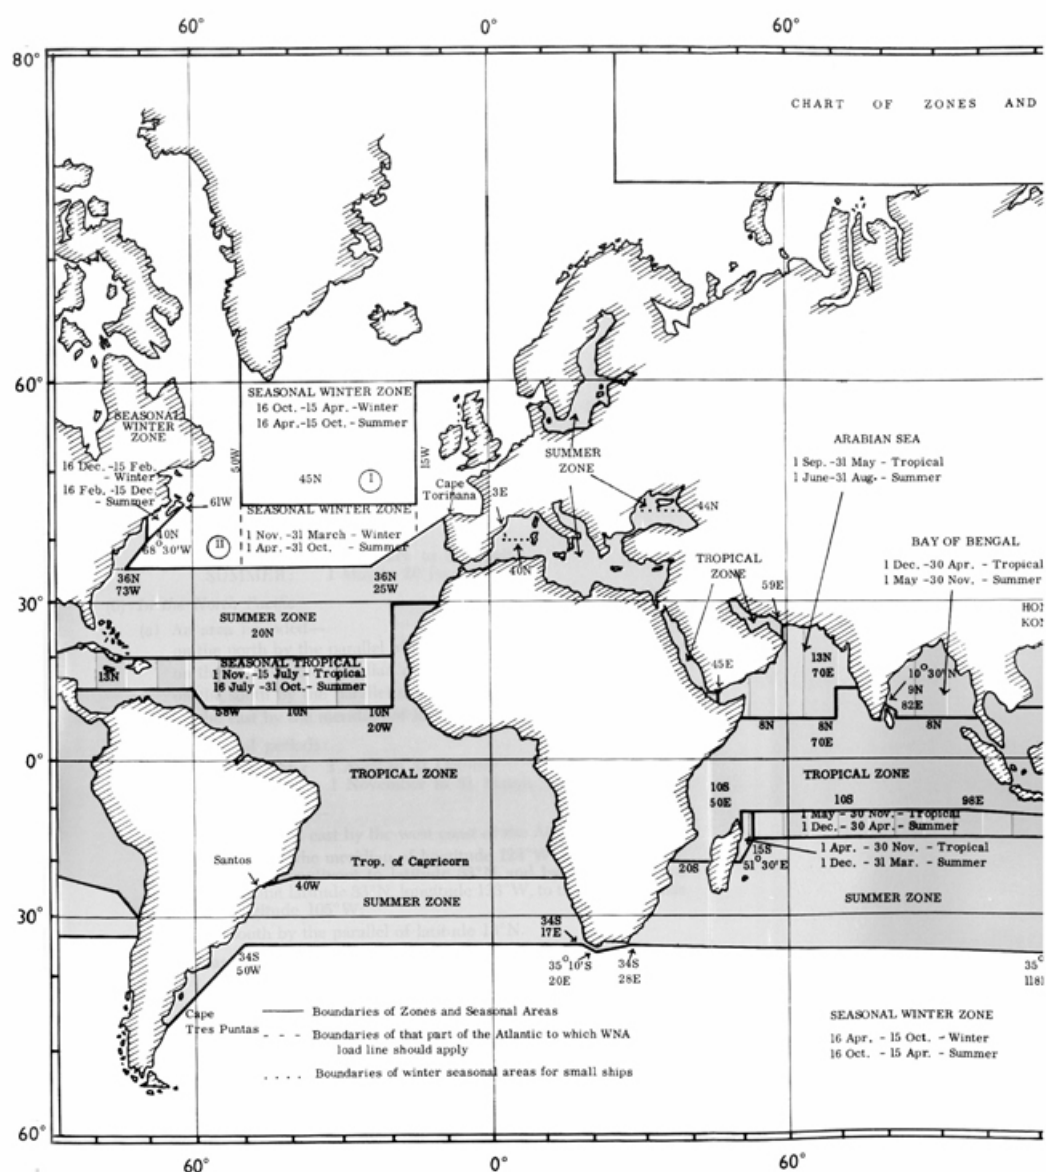 60°
0°
60°
80°
CHART OF ZONES AND
60°
SEASONAL WINTER ZONE
16 Oct. -15 Apr. -Winter
16 Apr. -15 Oct. - Summer
SEASONAL
WINTER
ZONE
50W
15W
45N
I
SUMMER
ZONE
ARABIAN SEA
1 Sep. -31 May - Tropical
1 June-31 Aug. - Summer
16 Dec. -15 Feb.
- Winter
16 Feb. -15 Dec
- Summer
61W
Cape
Torinana
3E
SEASONAL WINTER ZONE
1 Nov. -31 March - Winter
1 Apr. -31 Oct. - Summer
44N
40N
68°30'W
II
BAY OF BENGAL
1 Dec. -30 Apr. - Tropical
1 May -30 Nov. - Summer
TROPICAL
ZONE
40N
59E
36N
73W
36N
25W
30°
SUMMER ZONE
20N
HON
KON
SEASONAL TROPICAL
1 Nov. -15 July - Tropical
16 July -31 Oct. - Summer
13N
58W
10N
10N
20W
45E
13N
70E
10°30'N
9N
82E
8N
8N
70E
8N
0°
TROPICAL ZONE
TROPICAL ZONE
10S
50E
10S
98E
1 May - 30 Nov. - Tropical
1 Dec. - 30 Apr. - Summer
1 Apr. - 30 Nov. - Tropical
1 Dec. - 31 Mar. - Summer
15S
51°30'E
20S
Santos
Trop. of Capricorn
40W
SUMMER ZONE
SUMMER ZONE
30°
34S
17E
34S
50W
35°10'S
20E
34S
28E
35°
118E
Cape
Tres Puntas
Boundaries of Zones and Seasonal Areas
Boundaries of that part of the Atlantic to which WNA
load line should apply
Boundaries of winter seasonal areas for small ships
SEASONAL WINTER ZONE
16 Apr. - 15 Oct. - Winter
16 Oct. - 15 Apr. - Summer
60°
60°
0°
60°